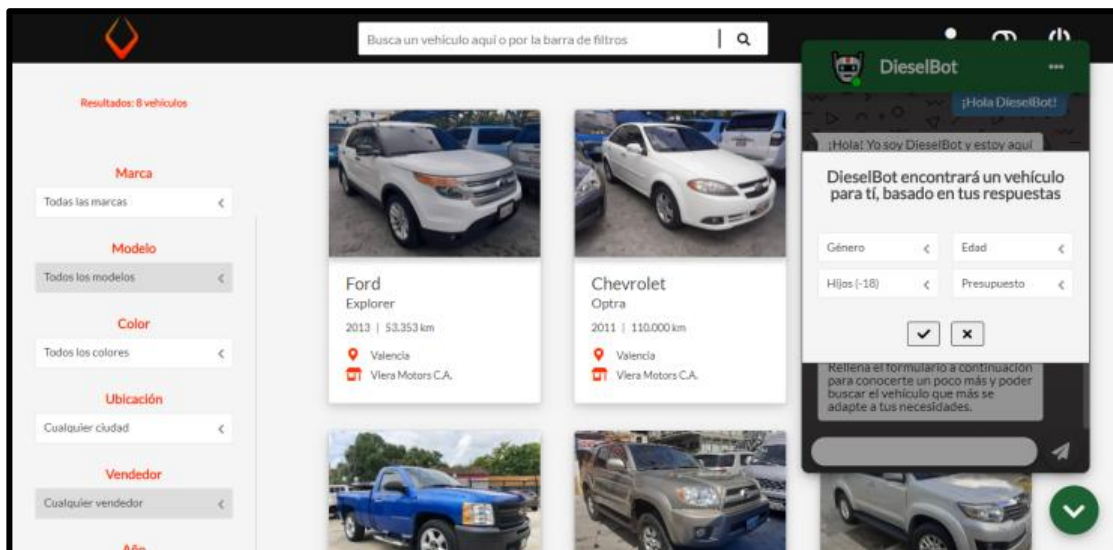 Busca un vehículo aquí o por la barra de filtros
Resultados: 8 vehículos
Marca
Todas las marcas
Modelo
Todos los modelos
Color
Todos los colores
Ubicación
Cualquier ciudad
Vendedor
Cualquier vendedor
Año
Ford
Explorer
2013 | 53.353 km
Valencia
Viera Motors C.A.
Chevrolet
Optra
2011 | 110.000 km
Valencia
Viera Motors C.A.
DieselBot
¡Hola DieselBot!
¡Hola! Yo soy DieselBot y estoy aquí
DieselBot encontrará un vehículo
para tí, basado en tus respuestas
Género
Edad
Hijos (-18)
Presupuesto
Rellena el formulario a continuación
para conocerte un poco más y poder
buscar el vehículo que más se
adapte a tus necesidades.